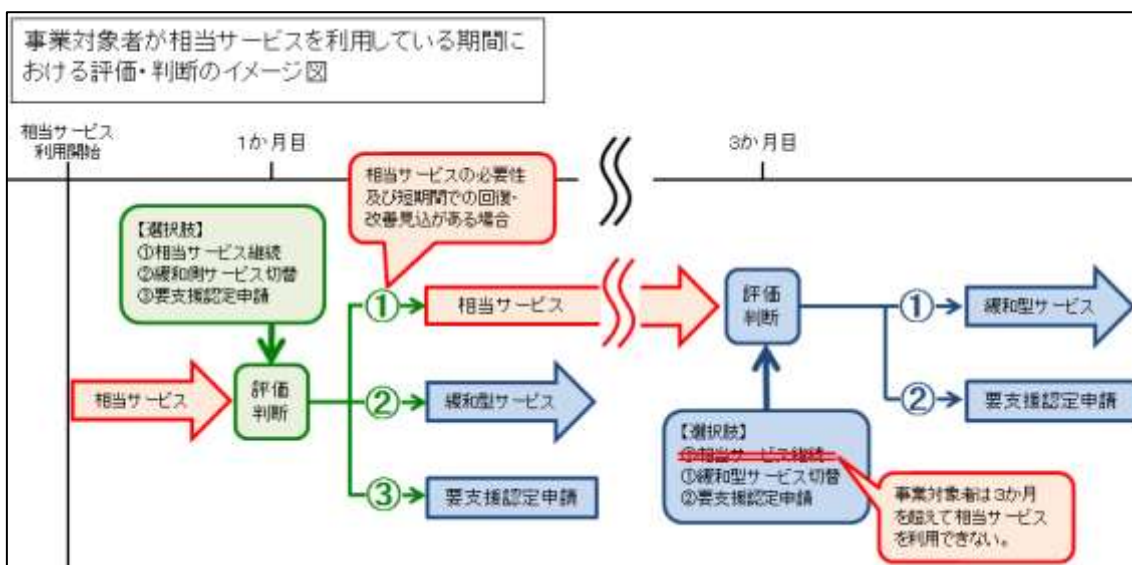 事業対象者が相当サービスを利用している期間に
おける評価・判断のイメージ図
相当サービス
利用開始
1か月目
3か月目
相当サービスの必要性
及び短期間での回復・
改善見込がある場合
【選択肢】
①相当サービス継続
②緩和側サービス切替
③要支援認定申請
相当サービス
評価
判断
①
相当サービス
②
緩和型サービス
③
要支援認定申請
評価
判断
①
緩和型サービス
②
要支援認定申請
【選択肢】
①相当サービス継続
①緩和型サービス切替
②要支援認定申請
事業対象者は3か月
を超えて相当サービス
を利用できない。